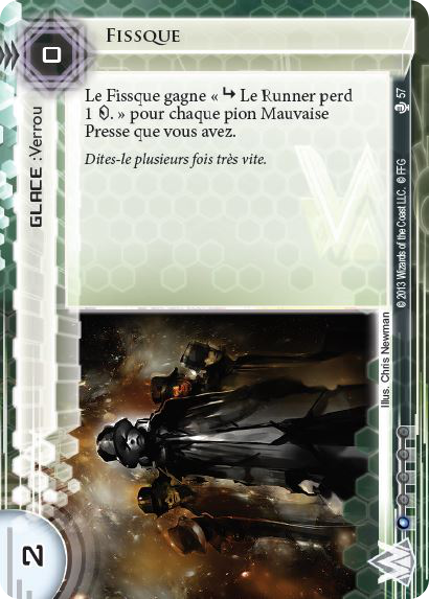 FISSQUE
0
Le Fissque gagne « ↳ Le Runner perd
1 . » pour chaque pion Mauvaise
Presse que vous avez.
Dites-le plusieurs fois très vite.
GLACE : Verrou
57
© 2013 Wizards of the Coast LLC. © FFG
Illus. Chris Newman
2